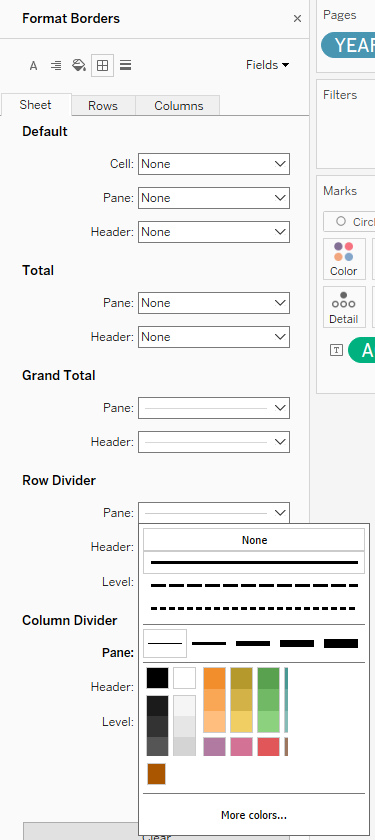 Format Borders
Pages
YEAR
A
Fields
Filters
Sheet
Rows
Columns
Default
Cell: None
Pane: None
Marks
Header: None
Circ
Color
Total
Pane: None
Detail
Header: None
T
A
Grand Total
Pane:
Header:
Row Divider
Pane:
None
Header:
Level:
Column Divider
Pane:
Header:
Level:
More colors...
Clear